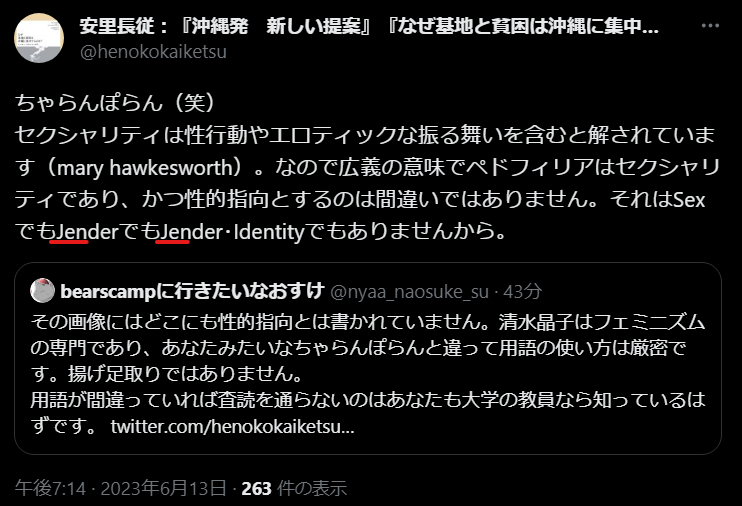 安里長従：『沖縄発　新しい提案』『なぜ基地と貧困は沖縄に集中...
@henokokaiketsu
ちゃらんぽらん（笑）
セクシャリティは性行動やエロティックな振る舞いを含むと解されていま
す（mary hawkesworth）。なので広義の意味でペドフィリアはセクシャリ
ティであり、かつ性的指向とするのは間違いではありません。それはSex
でもJenderでもJender･Identityでもありませんから。
bearscampに行きたいなおすけ @nyaa_naosuke_su · 43分
その画像にはどこにも性的指向とは書かれていません。清水晶子はフェミニズム
の専門であり、あなたみたいなちゃらんぽらんと違って用語の使い方は厳密で
す。揚げ足取りではありません。
用語が間違っていれば査読を通らないのはあなたも大学の教員なら知っているは
ずです。 twitter.com/henokokaiketsu...
午後7:14 · 2023年6月13日 · 263 件の表示